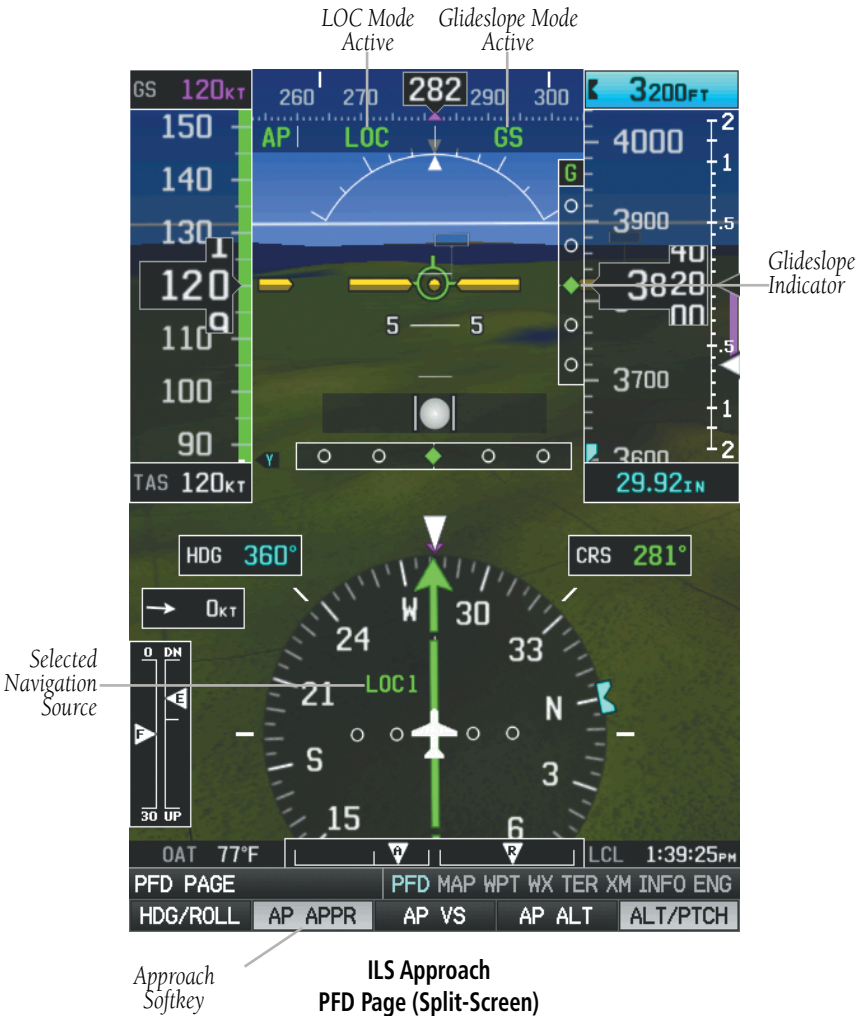 LOC Mode
Active
Glideslope Mode
Active
GS 120KT
260 270 282 290 300
3200FT
AP LOC GS
150
140
130
120
110
100
90
1
9
G
4000
3900
3820
40
00
3700
3600
2
1
.5
.5
1
2
Glideslope
Indicator
5 5
Y
TAS 120KT
29.92IN
HDG 360°
CRS 281°
0KT
W 30 33 N 3 6 15 S 21 24
LOC1
Selected
Navigation
Source
0 DN
E
F
30 UP
OAT 77°F
A
R
LCL 1:39:25PM
PFD PAGE
PFD MAP WPT WX TER XM INFO ENG
HDG/ROLL AP APPR AP VS AP ALT ALT/PTCH
Approach
Softkey
ILS Approach
PFD Page (Split-Screen)